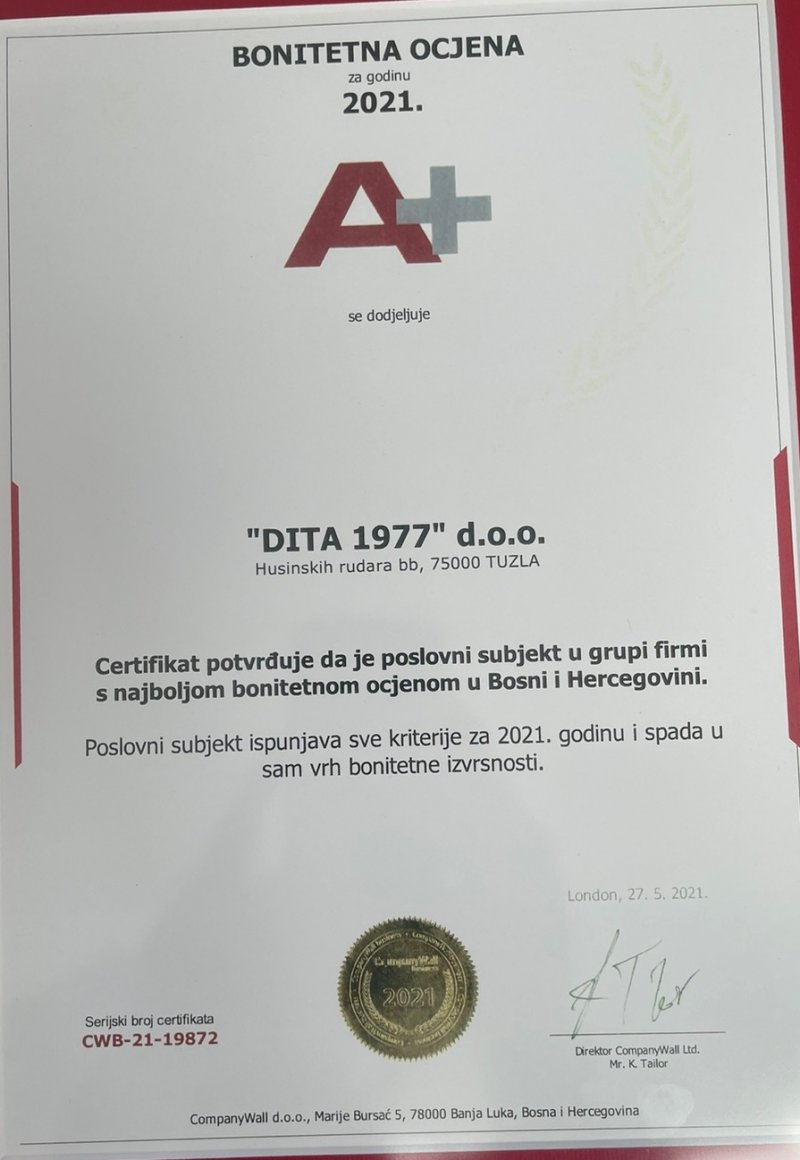 BONITETNA OCJENA
za godinu
2021.
A+
se dodjeljuje
"DITA 1977" d.o.o.
Husinskih rudara bb, 75000 TUZLA
Certifikat potvrđuje da je poslovni subjekt u grupi firmi
s najboljom bonitetnom ocjenom u Bosni i Hercegovini.
Poslovni subjekt ispunjava sve kriterije za 2021. godinu i spada u
sam vrh bonitetne izvrsnosti.
London, 27. 5. 2021.
CompanyWall
business
2021
Serijski broj certifikata
CWB-21-19872
Direktor CompanyWall Ltd.
Mr. K. Tailor
CompanyWall d.o.o., Marije Bursać 5, 78000 Banja Luka, Bosna i Hercegovina